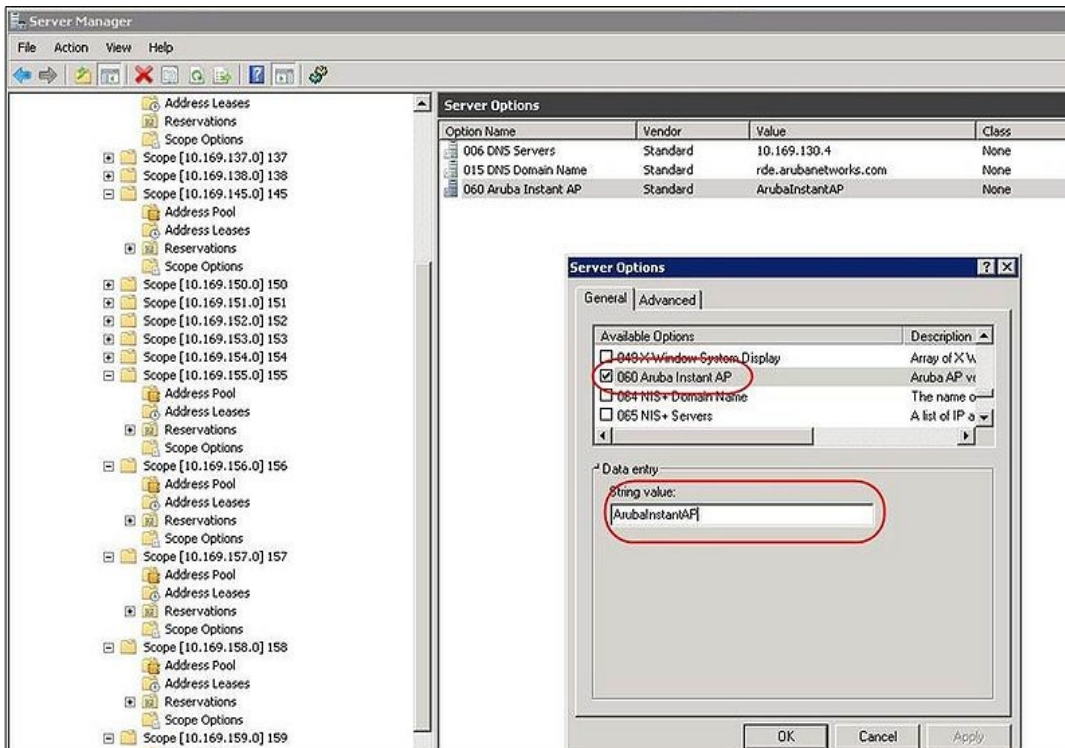 Server Manager
File Action View Help
Address Leases
Reservations
Scope Options
Scope [10.169.137.0] 137
Scope [10.169.138.0] 138
Scope [10.169.145.0] 145
Address Pool
Address Leases
Reservations
Scope Options
Scope [10.169.150.0] 150
Scope [10.169.151.0] 151
Scope [10.169.152.0] 152
Scope [10.169.153.0] 153
Scope [10.169.154.0] 154
Scope [10.169.155.0] 155
Address Pool
Address Leases
Reservations
Scope Options
Scope [10.169.156.0] 156
Address Pool
Address Leases
Reservations
Scope Options
Scope [10.169.157.0] 157
Address Pool
Address Leases
Reservations
Scope Options
Scope [10.169.158.0] 158
Address Pool
Address Leases
Reservations
Scope Options
Scope [10.169.159.0] 159
Server Options
Option Name Vendor Value Class
006 DNS Servers Standard 10.169.130.4 None
015 DNS Domain Name Standard rde.arubanetworks.com None
060 Aruba Instant AP Standard ArubaInstantAP None
Server Options
General Advanced
Available Options Description
049 X Window System Display Array of X W
060 Aruba Instant AP Aruba AP ve
064 NIS+ Domain Name The name o
065 NIS+ Servers A list of IP a
Data entry
String value:
ArubaInstantAP
OK Cancel Apply